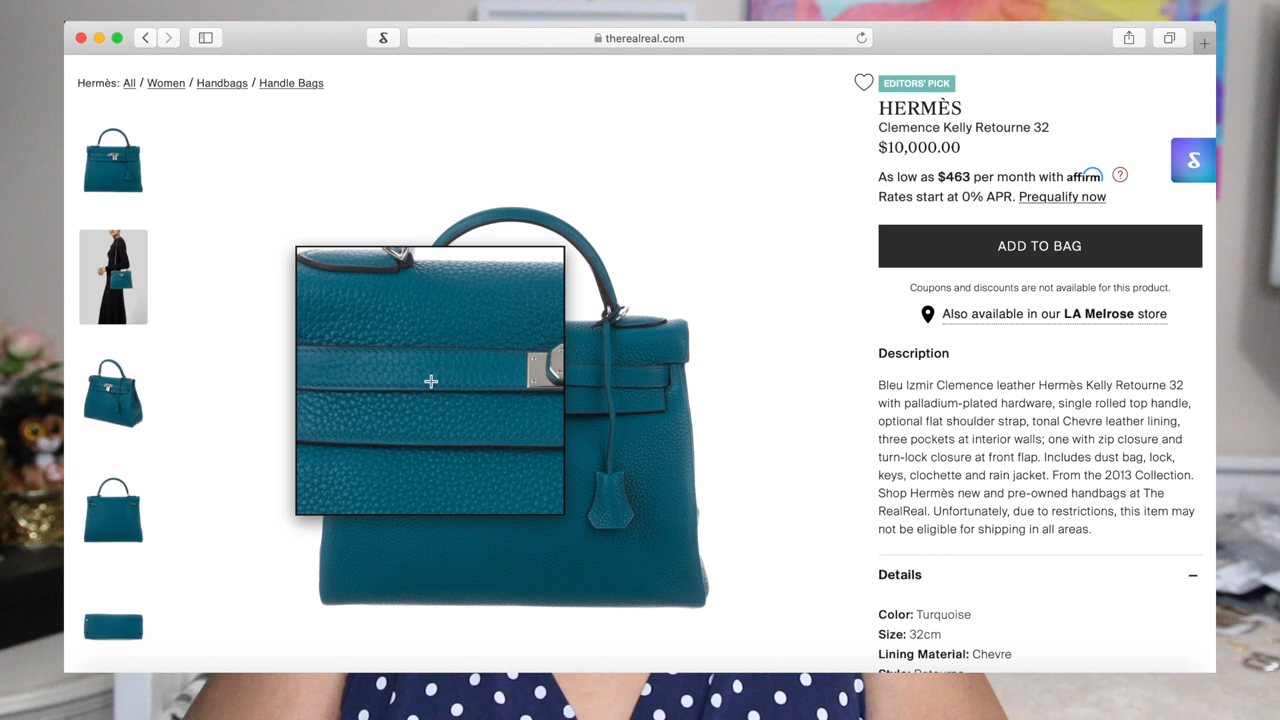 therealreal.com
Hermès: All / Women / Handbags / Handle Bags
EDITORS' PICK
HERMÈS
Clemence Kelly Retourne 32
$10,000.00
As low as $463 per month with affirm ?
Rates start at 0% APR. Prequalify now
ADD TO BAG
Coupons and discounts are not available for this product.
Also available in our LA Melrose store
Description
Bleu Izmir Clemence leather Hermès Kelly Retourne 32
with palladium-plated hardware, single rolled top handle,
optional flat shoulder strap, tonal Chevre leather lining,
three pockets at interior walls; one with zip closure and
turn-lock closure at front flap. Includes dust bag, lock,
keys, clochette and rain jacket. From the 2013 Collection.
Shop Hermès new and pre-owned handbags at The
RealReal. Unfortunately, due to restrictions, this item may
not be eligible for shipping in all areas.
Details
Color: Turquoise
Size: 32cm
Lining Material: Chevre